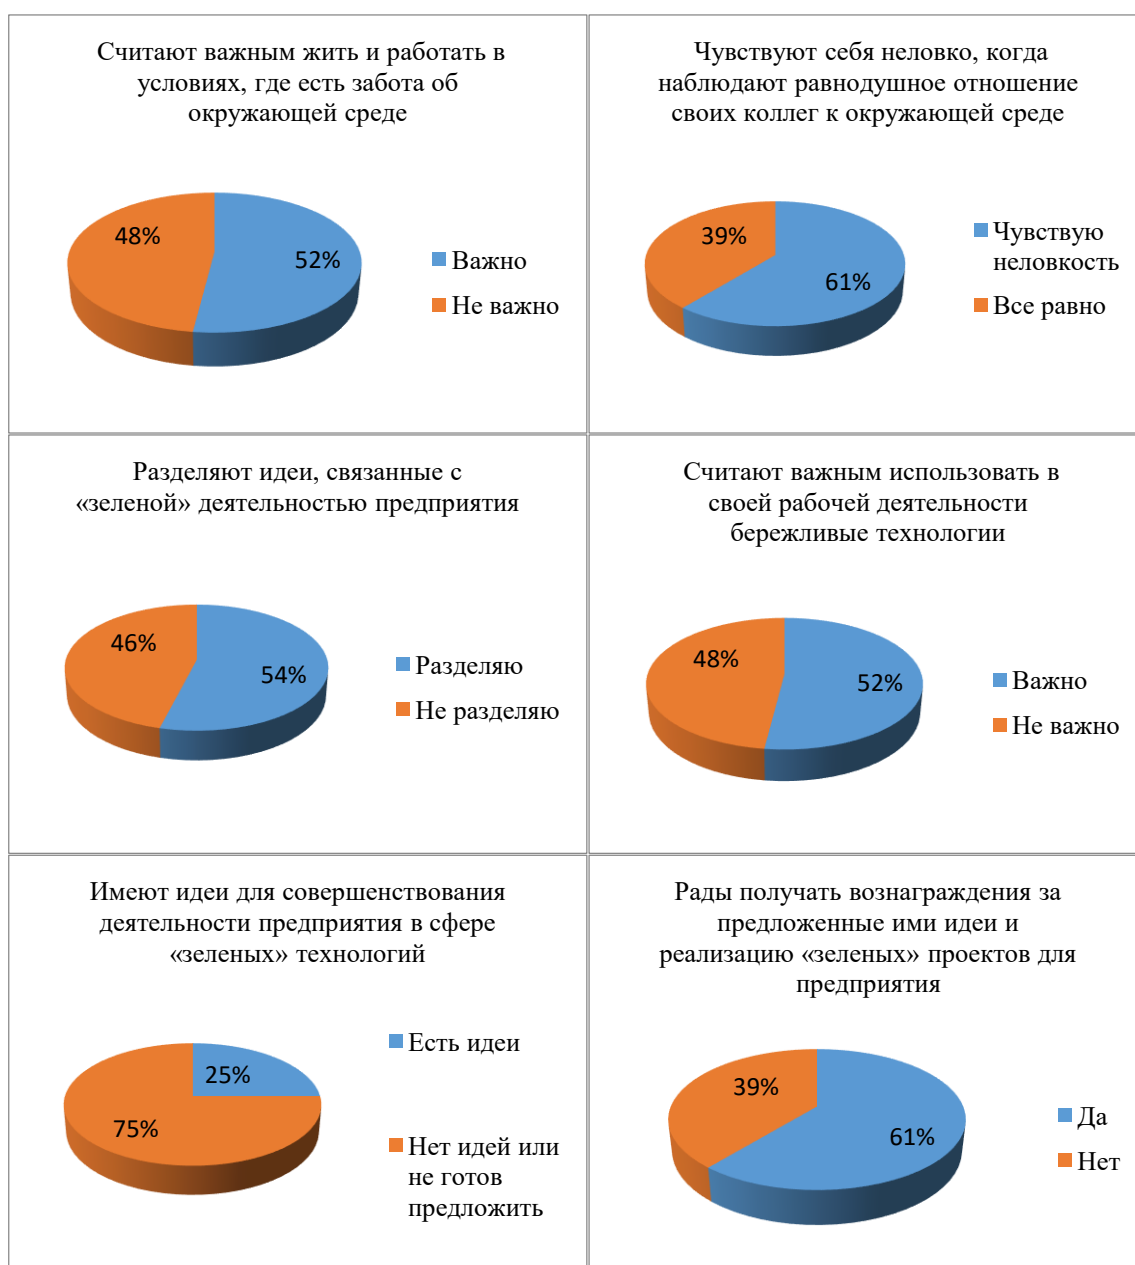 Считают важным жить и работать в
условиях, где есть забота об
окружающей среде
48%
52%
Важно
Не важно
Чувствуют себя неловко, когда
наблюдают равнодушное отношение
своих коллег к окружающей среде
39%
61%
Чувствую
неловкость
Все равно
Разделяют идеи, связанные с
«зеленой» деятельностью предприятия
46%
54%
Разделяю
Не разделяю
Считают важным использовать в
своей рабочей деятельности
бережливые технологии
48%
52%
Важно
Не важно
Имеют идеи для совершенствования
деятельности предприятия в сфере
«зеленых» технологий
25%
75%
Есть идеи
Нет идей или
не готов
предложить
Рады получать вознаграждения за
предложенные ими идеи и
реализацию «зеленых» проектов для
предприятия
39%
61%
Да
Нет